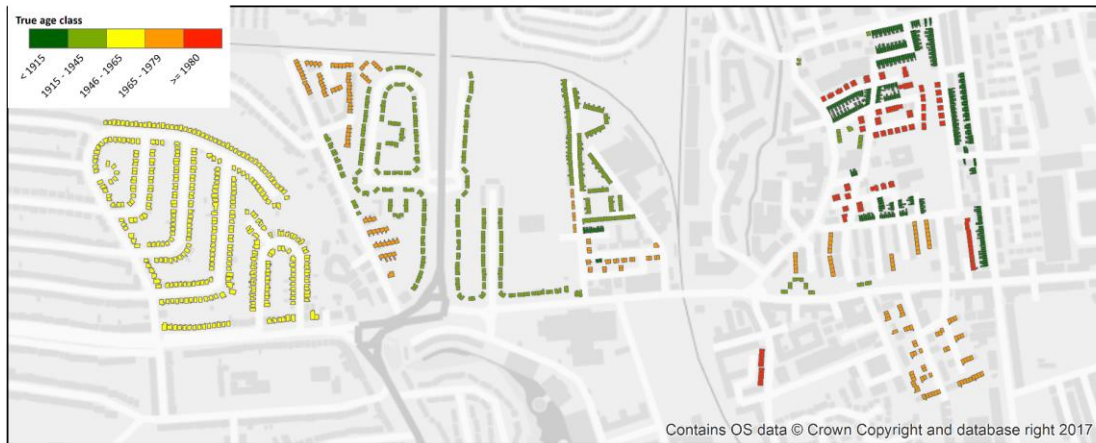 True age class
< 1915
1915 - 1945
1946 - 1965
1965 - 1979
>= 1980
Contains OS data © Crown Copyright and database right 2017